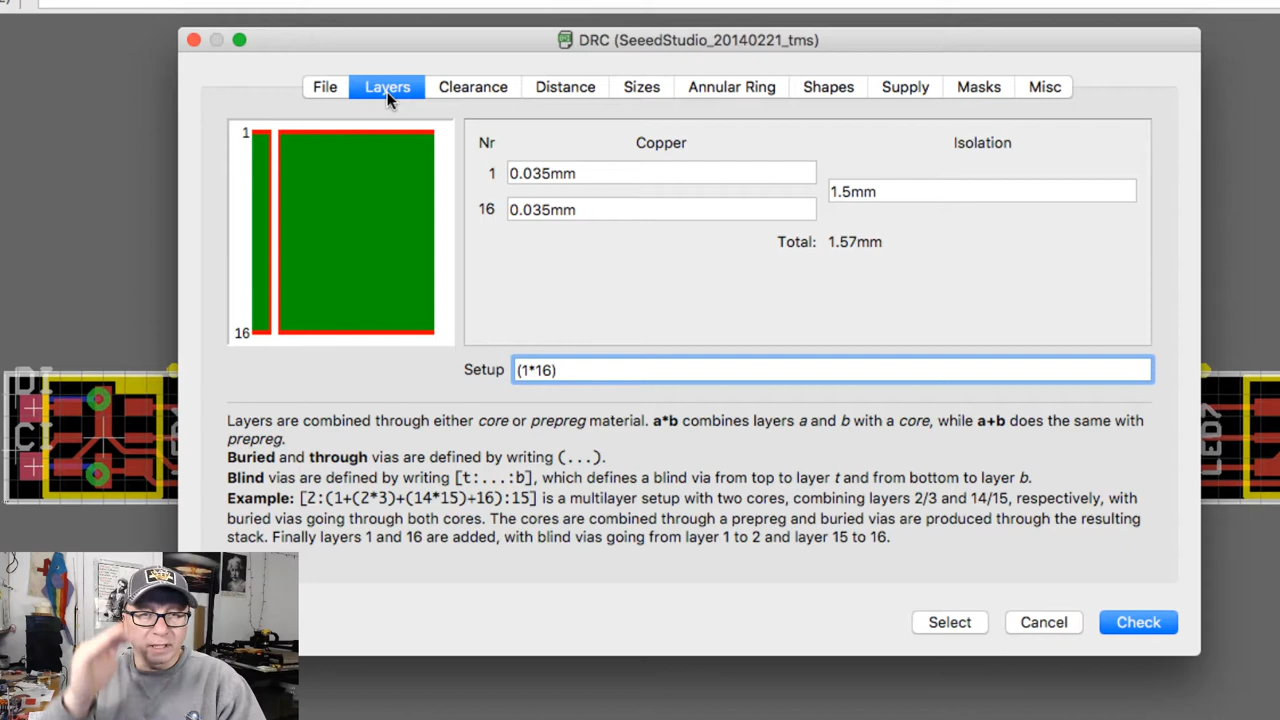 DRC (SeeedStudio_20140221_tms)
File Layers Clearance Distance Sizes Annular Ring Shapes Supply Masks Misc
1
16
Nr Copper Isolation
1 0.035mm
1.5mm
16 0.035mm
Total: 1.57mm
Setup (1*16)
Layers are combined through either core or prepreg material. a*b combines layers a and b with a core, while a+b does the same with
prepreg.
Buried and through vias are defined by writing (...).
Blind vias are defined by writing [t:...:b], which defines a blind via from top to layer t and from bottom to layer b.
Example: [2:(1+(2*3)+(14*15)+16):15] is a multilayer setup with two cores, combining layers 2/3 and 14/15, respectively, with
buried vias going through both cores. The cores are combined through a prepreg and buried vias are produced through the resulting
stack. Finally layers 1 and 16 are added, with blind vias going from layer 1 to 2 and layer 15 to 16.
Select Cancel Check
DI
CI
LED7